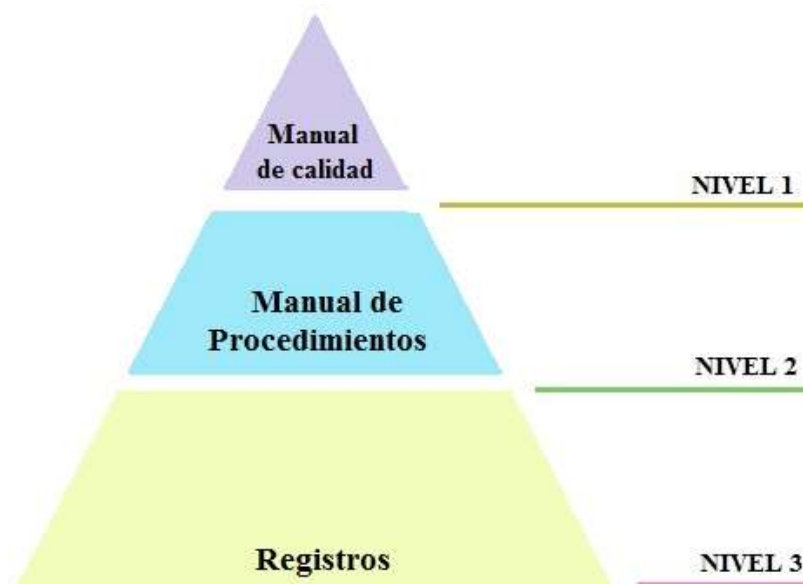 Manual
de calidad
NIVEL 1
Manual de
Procedimientos
NIVEL 2
Registros
NIVEL 3